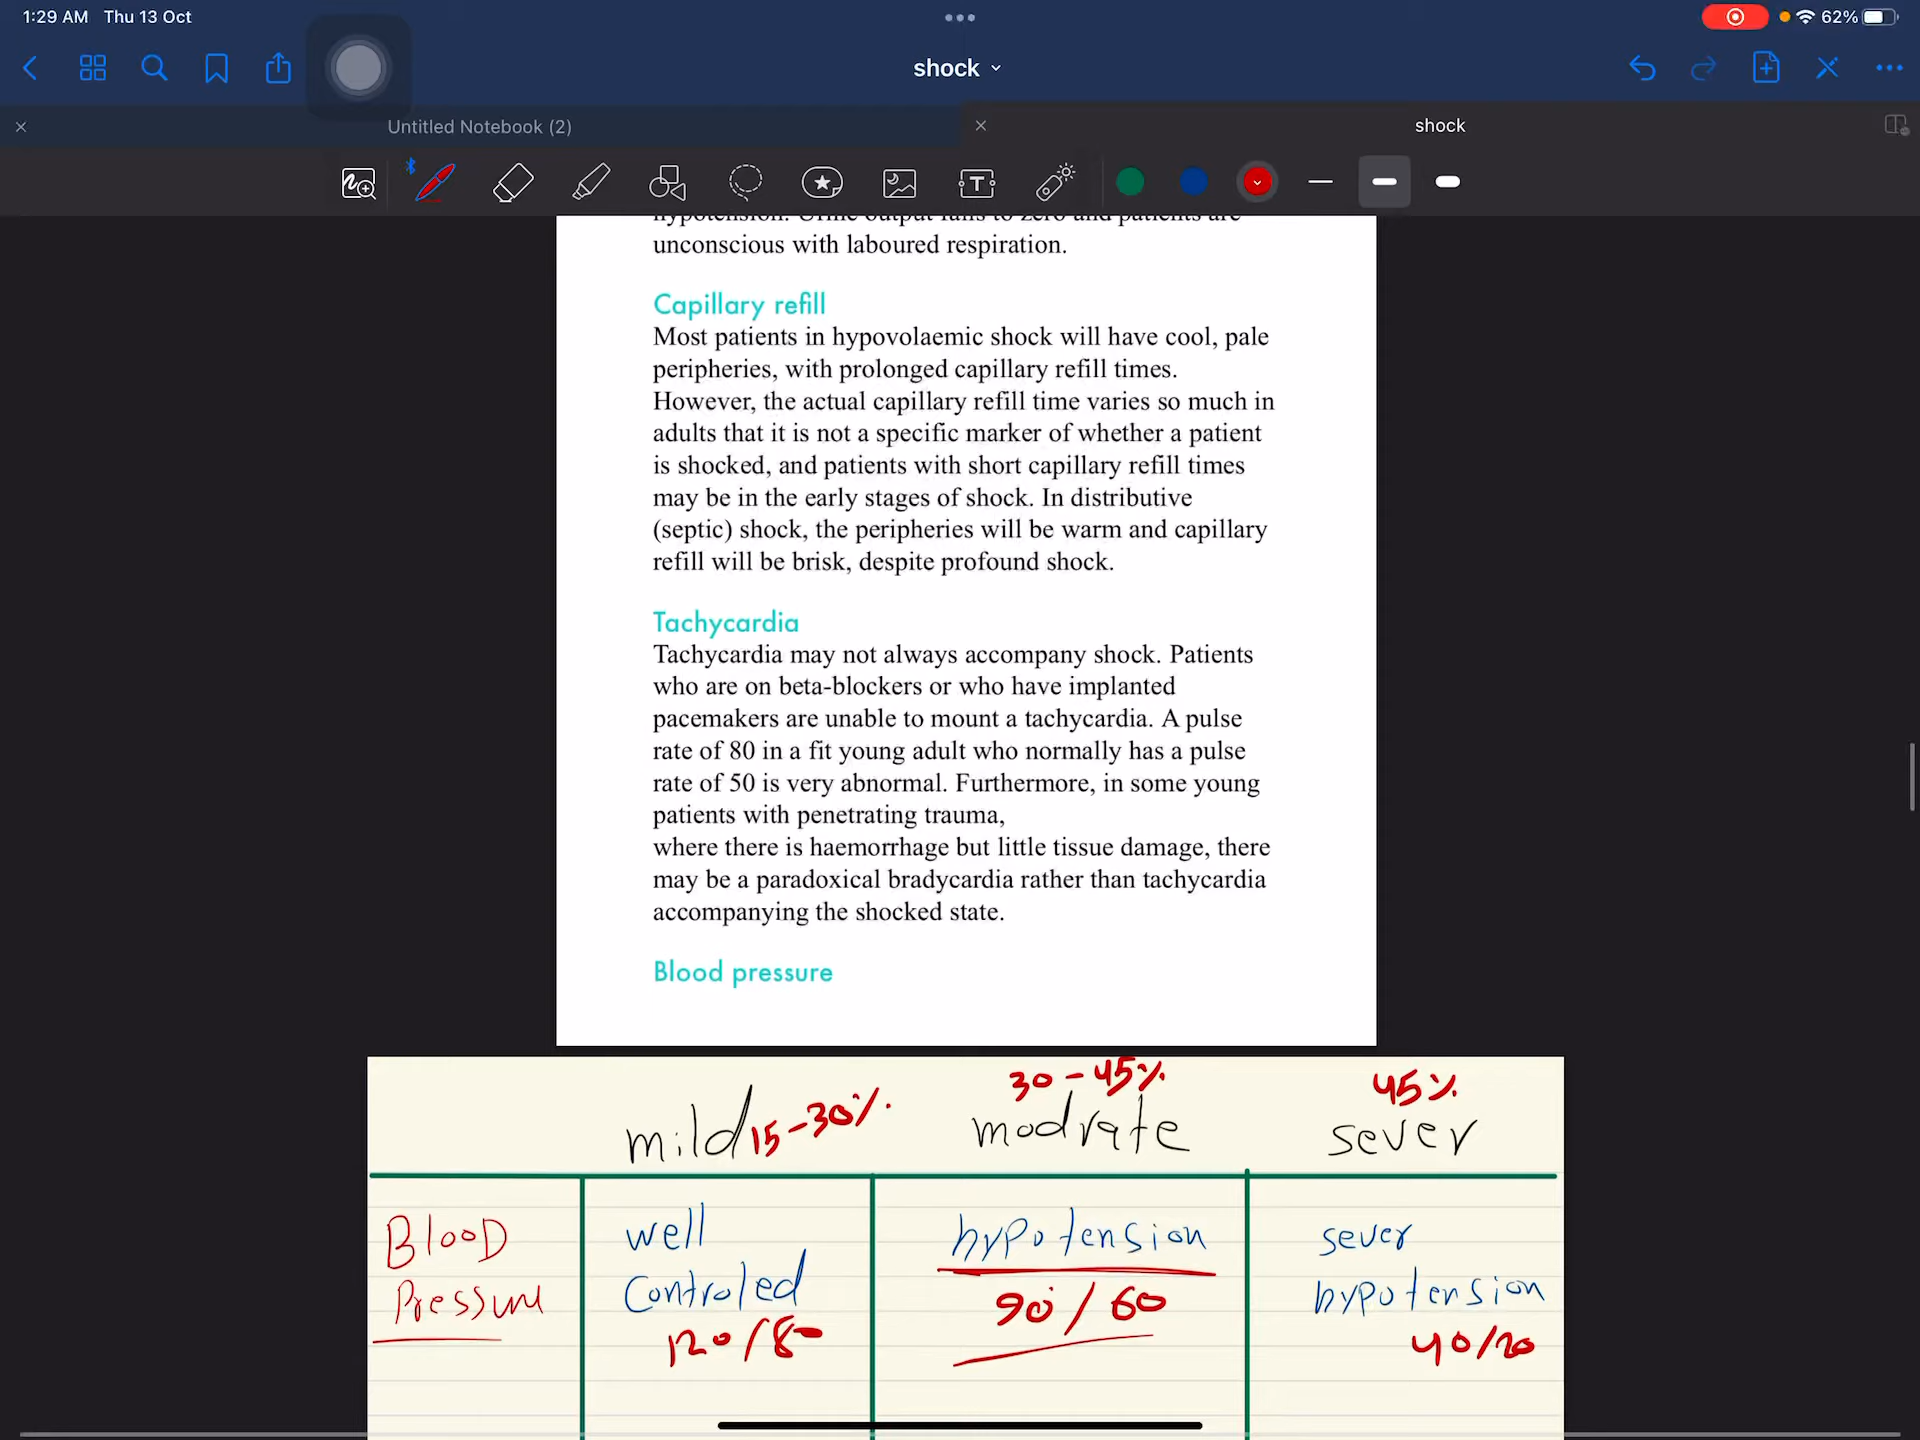 1:29 AM Thu 13 Oct
62%
shock
Untitled Notebook (2)
shock
hypotension. Urine output falls to zero and patients are
unconscious with laboured respiration.
Capillary refill
Most patients in hypovolaemic shock will have cool, pale
peripheries, with prolonged capillary refill times.
However, the actual capillary refill time varies so much in
adults that it is not a specific marker of whether a patient
is shocked, and patients with short capillary refill times
may be in the early stages of shock. In distributive
(septic) shock, the peripheries will be warm and capillary
refill will be brisk, despite profound shock.
Tachycardia
Tachycardia may not always accompany shock. Patients
who are on beta-blockers or who have implanted
pacemakers are unable to mount a tachycardia. A pulse
rate of 80 in a fit young adult who normally has a pulse
rate of 50 is very abnormal. Furthermore, in some young
patients with penetrating trauma,
where there is haemorrhage but little tissue damage, there
may be a paradoxical bradycardia rather than tachycardia
accompanying the shocked state.
Blood pressure
30-45% 45%
mild 15-30% modrate sever
Blood well hypotension sever
Pressure Controled 90/60 hypotension
120/80 40/20